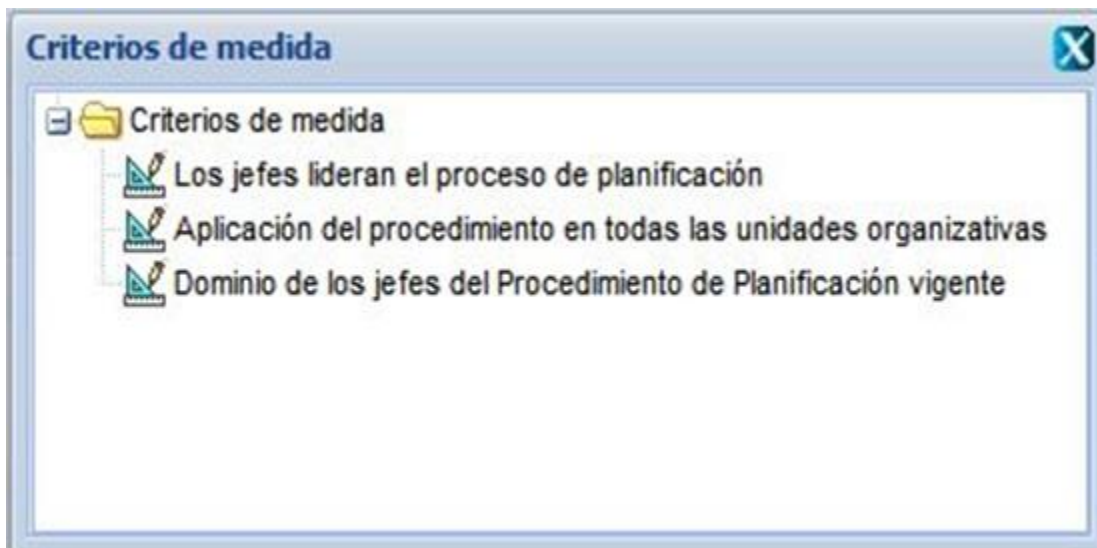 Criterios de medida
Criterios de medida
Los jefes lideran el proceso de planificación
Aplicación del procedimiento en todas las unidades organizativas
Dominio de los jefes del Procedimiento de Planificación vigente